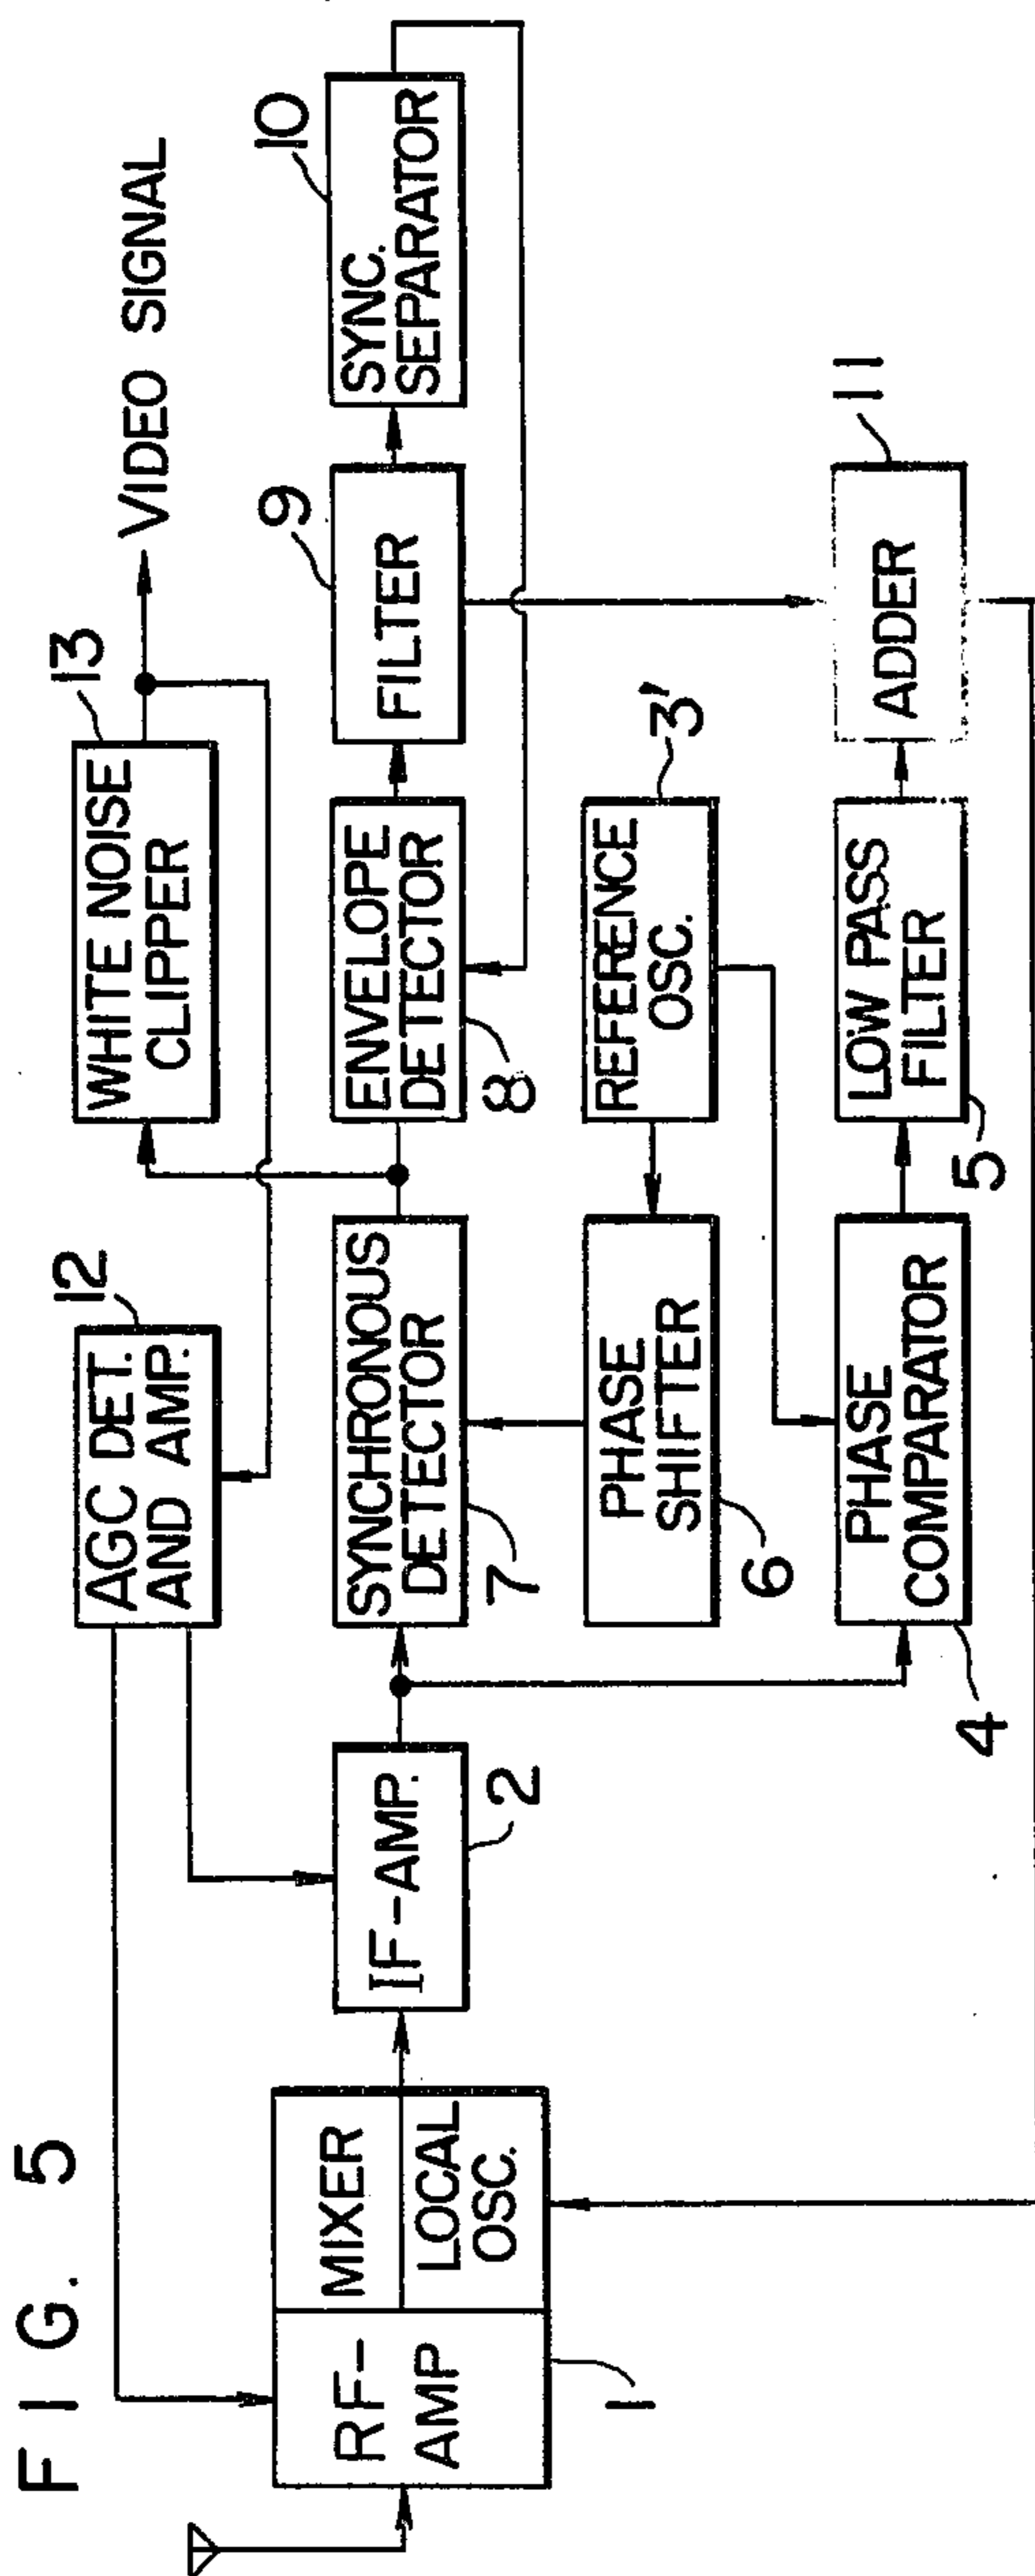 FIG. 5
RF-
AMP
MIXER
LOCAL
OSC.
1
IF-AMP.
2
AGC DET.
AND AMP.
12
WHITE NOISE
CLIPPER
13
VIDEO SIGNAL
SYNCHRONOUS
DETECTOR
7
ENVELOPE
DETECTOR
8
FILTER
9
SYNC.
SEPARATOR
10
PHASE
SHIFTER
6
REFERENCE
OSC.
3'
PHASE
COMPARATOR
4
LOW PASS
FILTER
5
ADDER
11